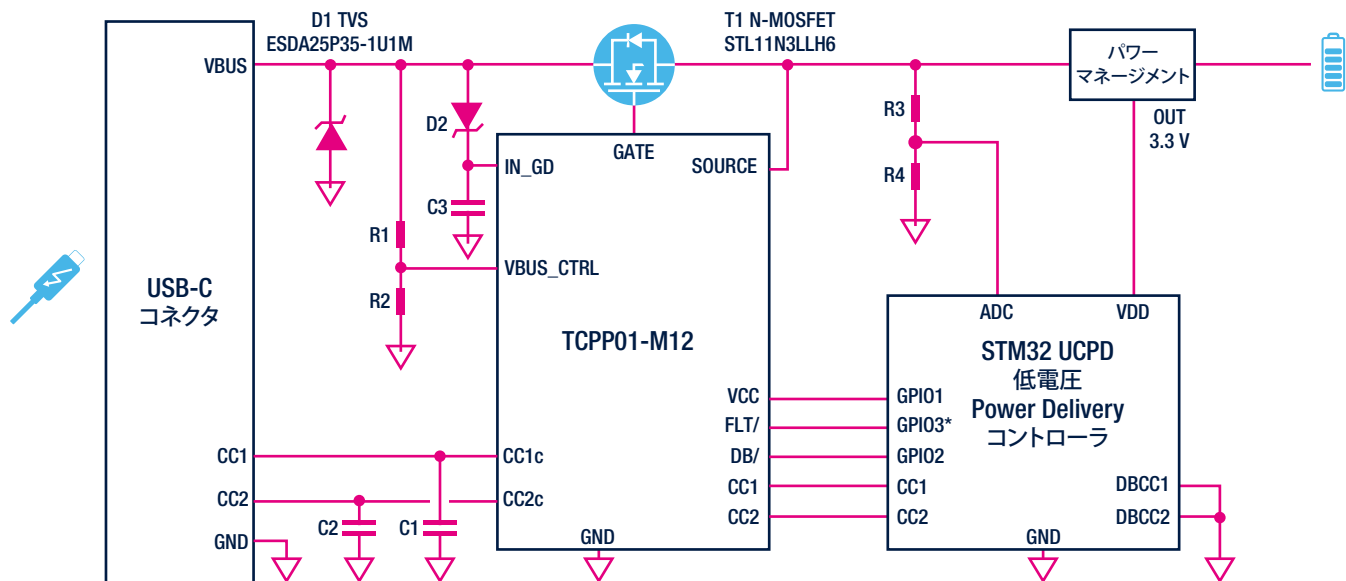 D1 TVS
ESDA25P35-1U1M
T1 N-MOSFET
STL11N3LLH6
パワー
マネージメント
VBUS
OUT
3.3 V
D2
R3
GATE
SOURCE
IN_GD
R4
C3
R1
VBUS_CTRL
R2
USB-C
コネクタ
TCPP01-M12
ADC
VDD
STM32 UCPD
低電圧
Power Delivery
コントローラ
VCC
GPIO1
FLT/
GPIO3*
DB/
GPIO2
CC1
CC1c
CC1
CC1
DBCC1
CC2
CC2c
CC2
CC2
DBCC2
C2
C1
GND
GND
GND